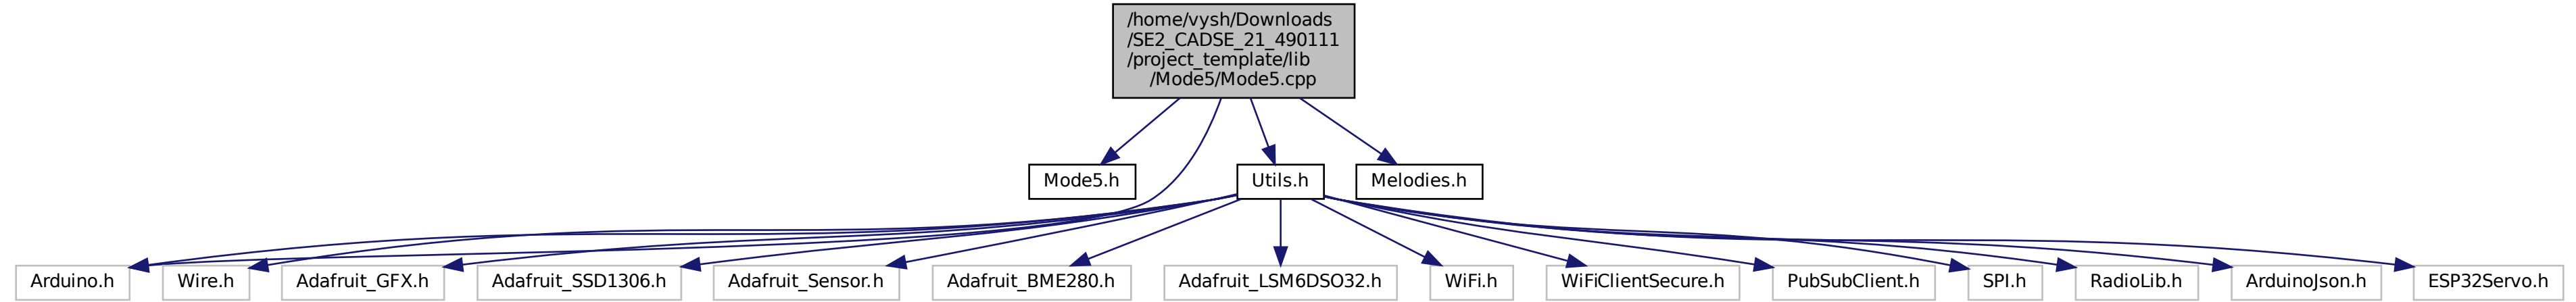 /home/vysh/Downloads
/SE2_CADSE_21_490111
/project_template/lib
/Mode5/Mode5.cpp
Mode5.h
Utils.h
Melodies.h
Arduino.h
Wire.h
Adafruit_GFX.h
Adafruit_SSD1306.h
Adafruit_Sensor.h
Adafruit_BME280.h
Adafruit_LSM6DSO32.h
WiFi.h
WiFiClientSecure.h
PubSubClient.h
SPI.h
RadioLib.h
ArduinoJson.h
ESP32Servo.h